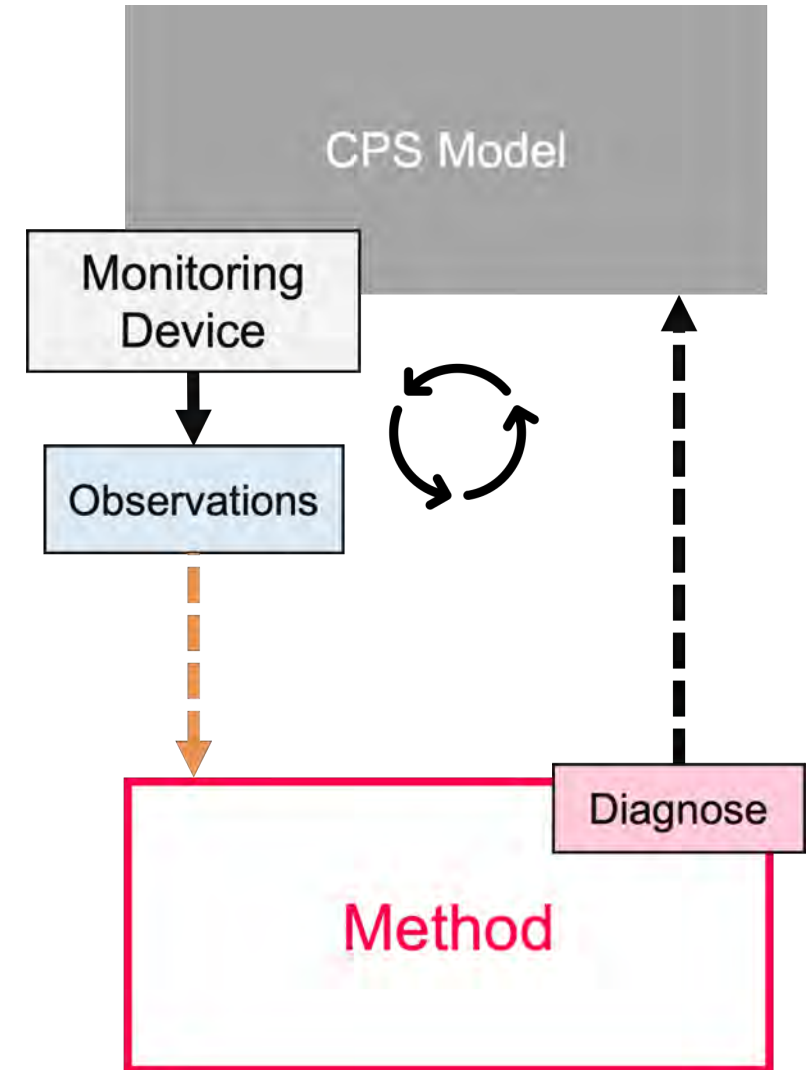 CPS Model
Monitoring
Device
Observations
Diagnose
Method